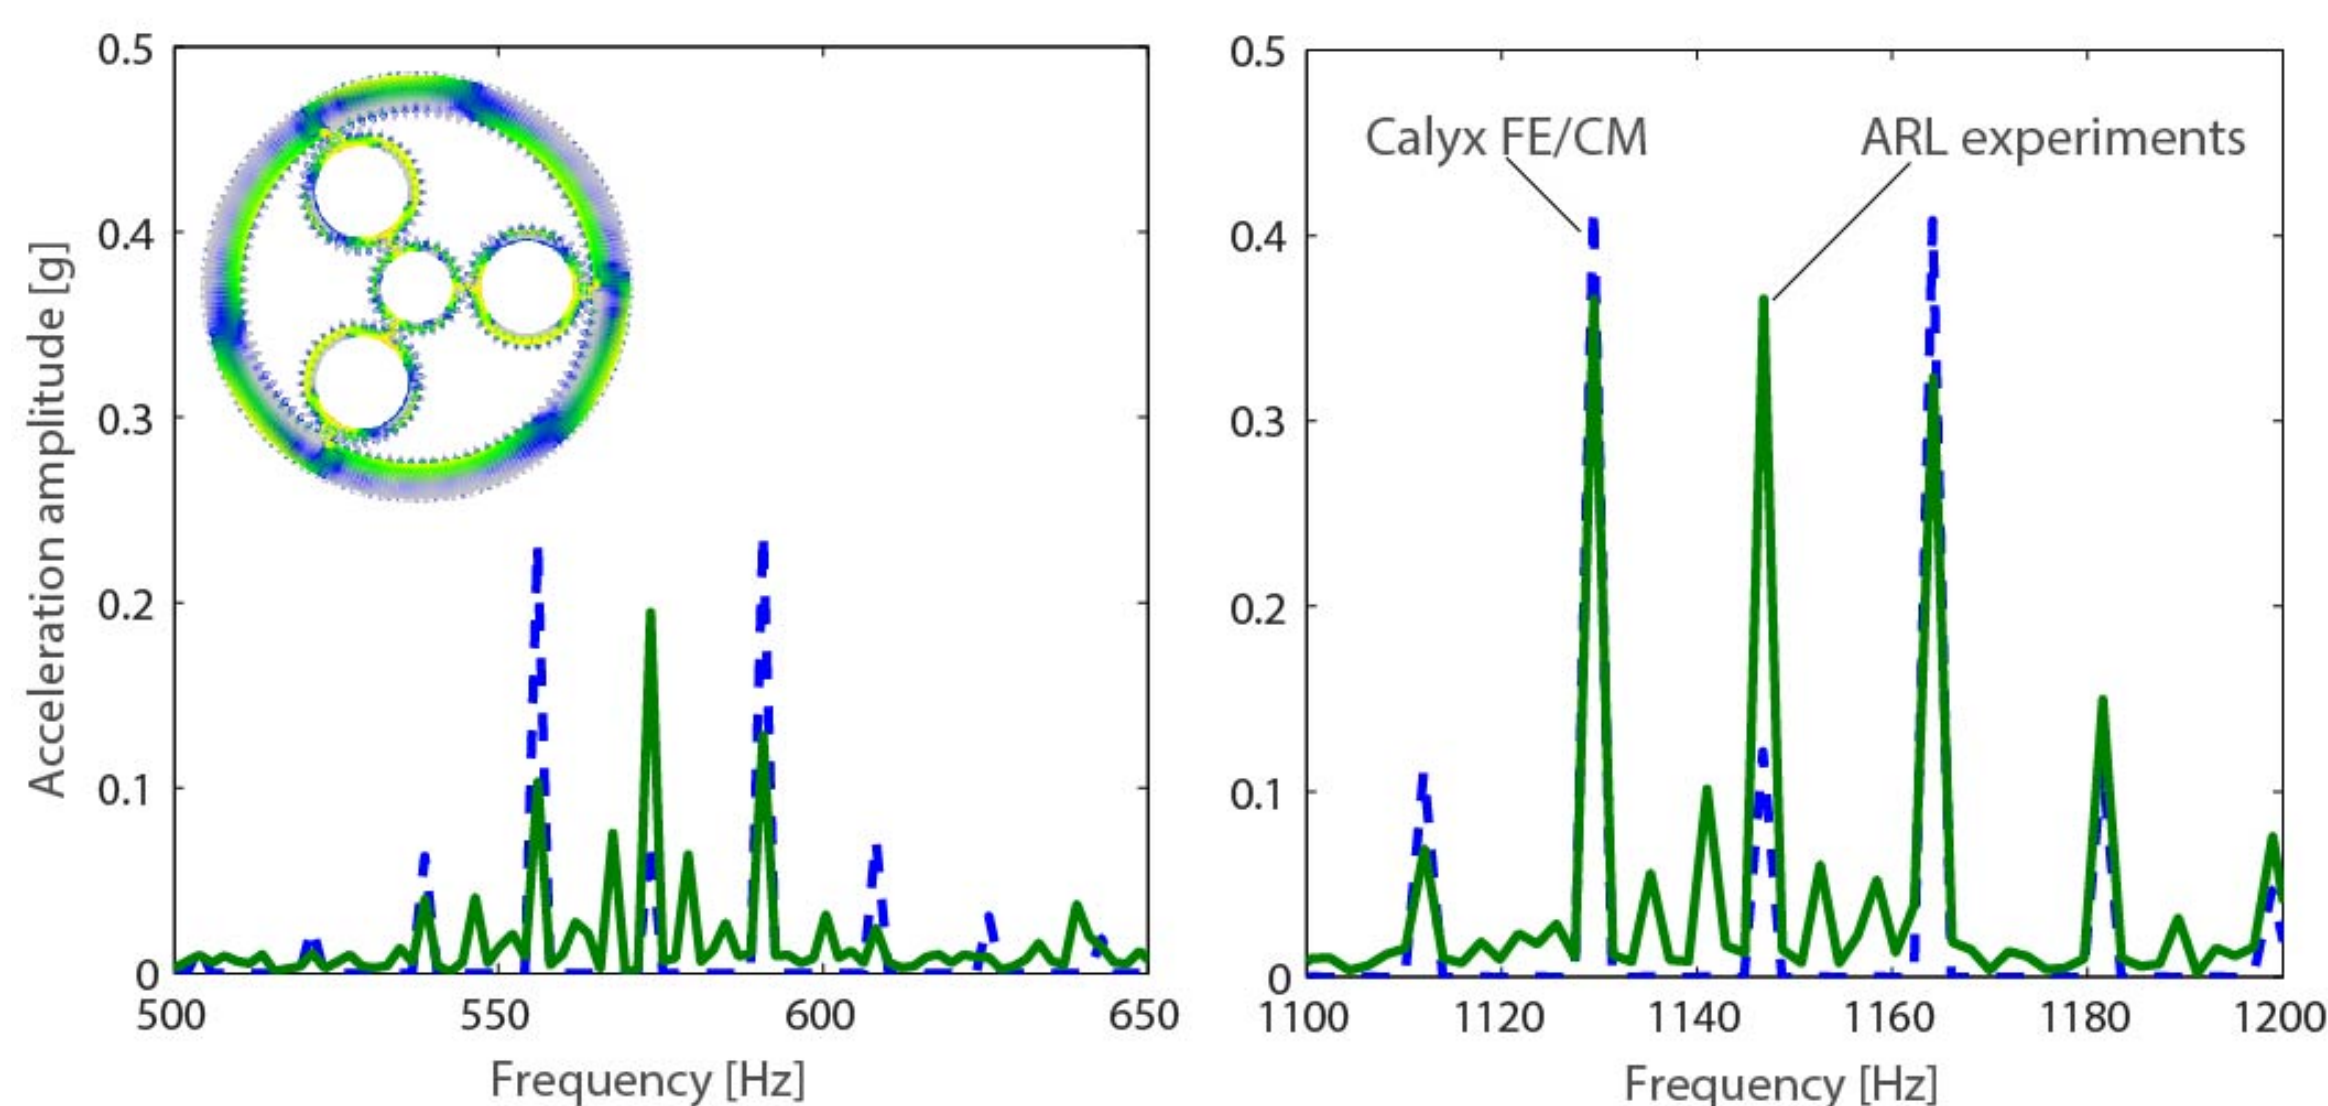 Acceleration amplitude [g]
0.5
0.4
0.3
0.2
0.1
0
500 550 600 650
Frequency [Hz]
0.5
0.4
0.3
0.2
0.1
0
Calyx FE/CM ARL experiments
1100 1120 1140 1160 1180 1200
Frequency [Hz]